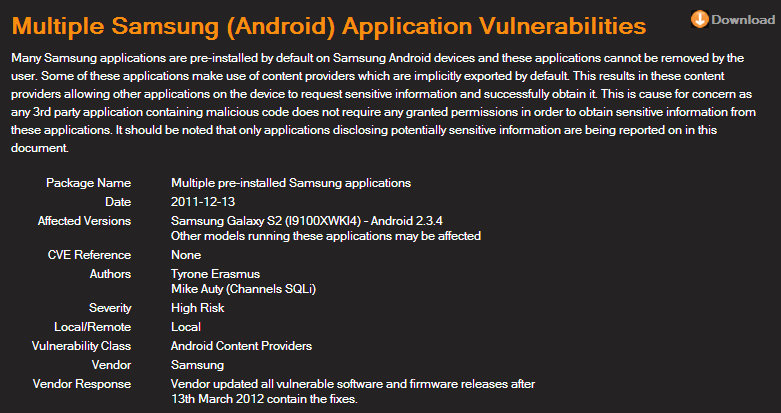 Multiple Samsung (Android) Application Vulnerabilities
Download
Many Samsung applications are pre-installed by default on Samsung Android devices and these applications cannot be removed by the
user. Some of these applications make use of content providers which are implicitly exported by default. This results in these content
providers allowing other applications on the device to request sensitive information and successfully obtain it. This is cause for concern as
any 3rd party application containing malicious code does not require any granted permissions in order to obtain sensitive information from
these applications. It should be noted that only applications disclosing potentially sensitive information are being reported on in this
document.
Package Name Multiple pre-installed Samsung applications
Date 2011-12-13
Affected Versions Samsung Galaxy S2 (I9100XWKI4) – Android 2.3.4
Other models running these applications may be affected
CVE Reference None
Authors Tyrone Erasmus
Mike Auty (Channels SQLi)
Severity High Risk
Local/Remote Local
Vulnerability Class Android Content Providers
Vendor Samsung
Vendor Response Vendor updated all vulnerable software and firmware releases after
13th March 2012 contain the fixes.